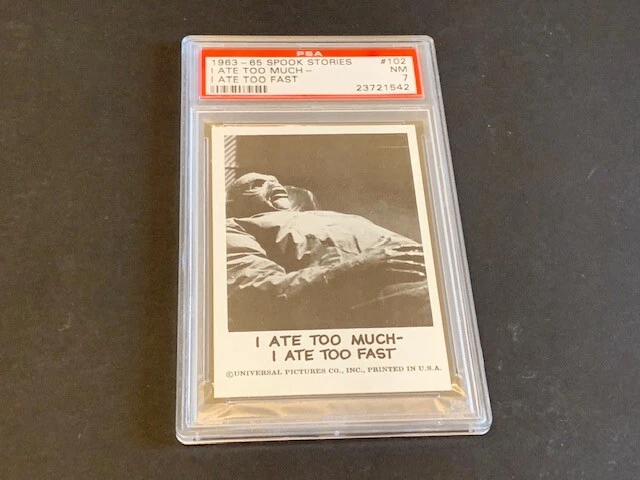 PSA
1963-65 SPOOK STORIES #102
I ATE TOO MUCH- NM
I ATE TOO FAST 7
23721542
I ATE TOO MUCH-
I ATE TOO FAST
©UNIVERSAL PICTURES CO., INC., PRINTED IN U.S.A.